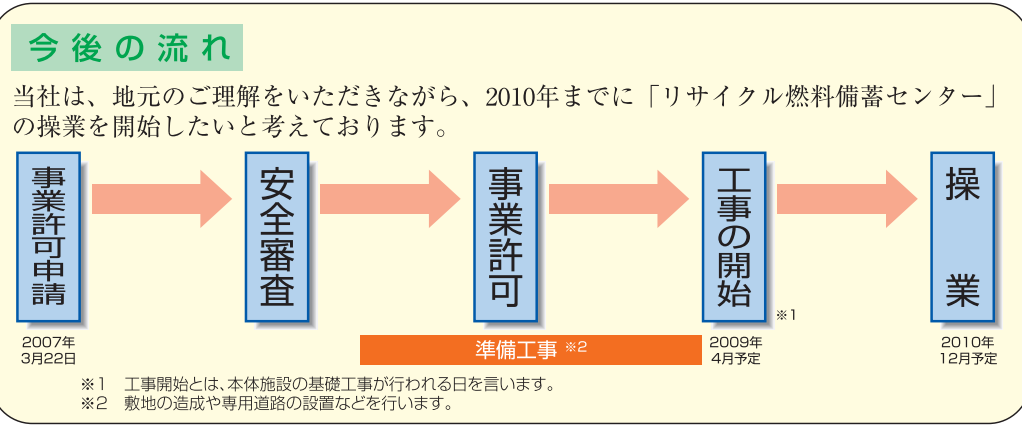 今後の流れ
当社は、地元のご理解をいただきながら、2010年までに「リサイクル燃料備蓄センター」
の操業を開始したいと考えております。
事業許可申請
安全審査
事業許可
工事の開始
操業
※1
準備工事 ※2
2007年
3月22日
2009年
4月予定
2010年
12月予定
※1 工事開始とは、本体施設の基礎工事が行われる日を言います。
※2 敷地の造成や専用道路の設置などを行います。